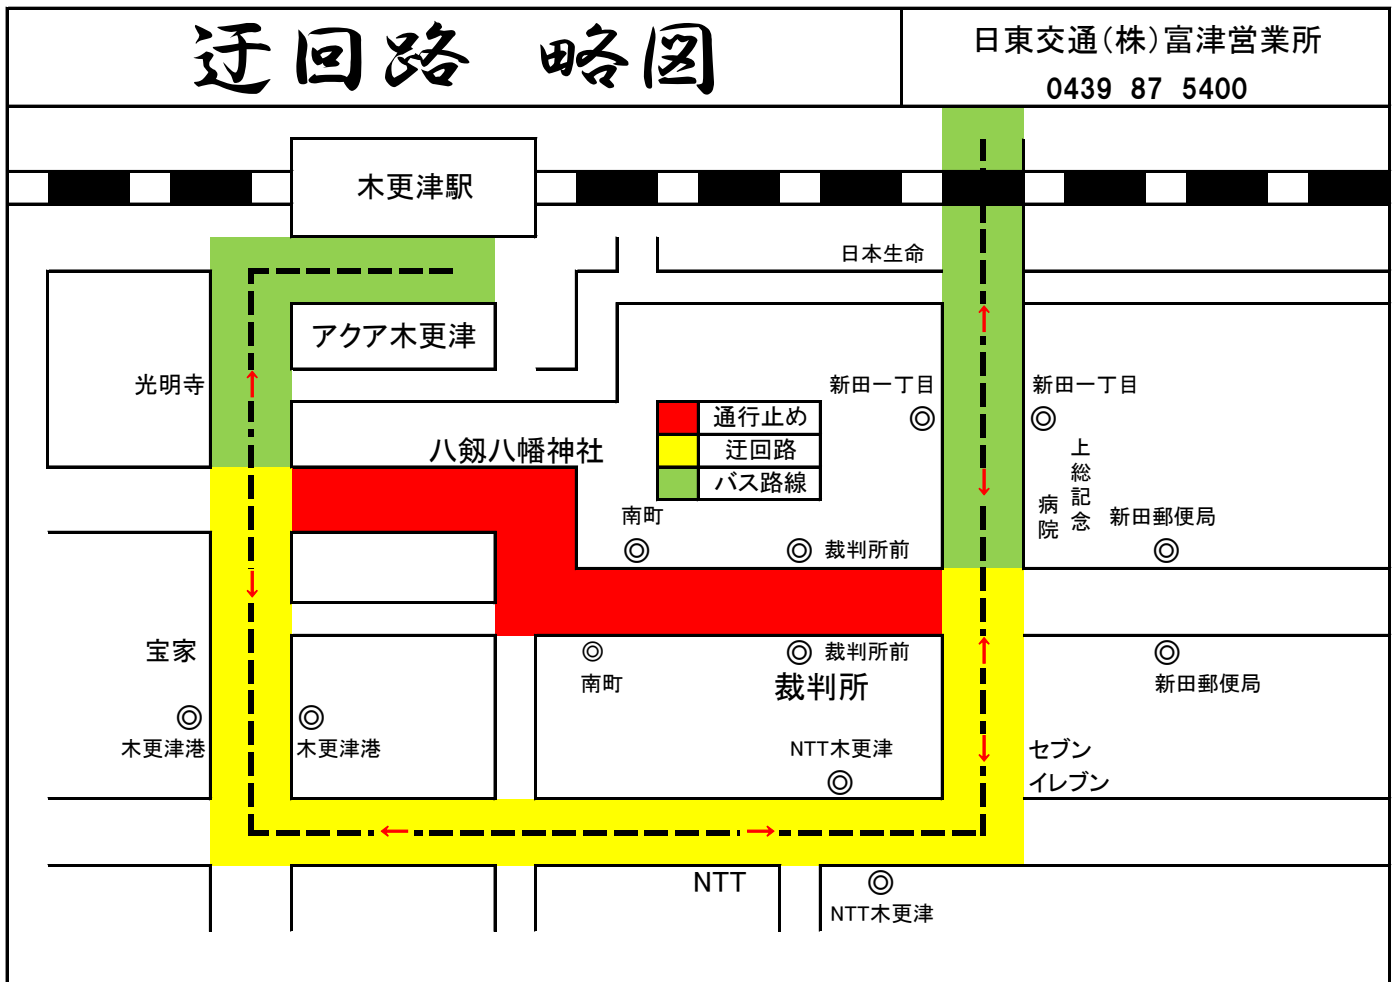 迂回路 略図
日東交通(株)富津営業所
0439 87 5400
木更津駅
日本生命
アクア木更津
光明寺
新田一丁目
新田一丁目
通行止め
迂回路
バス路線
八剱八幡神社
上総記念
病院
南町
裁判所前
新田郵便局
宝家
南町
裁判所前
裁判所
新田郵便局
木更津港
木更津港
NTT木更津
セブン
イレブン
NTT
NTT木更津